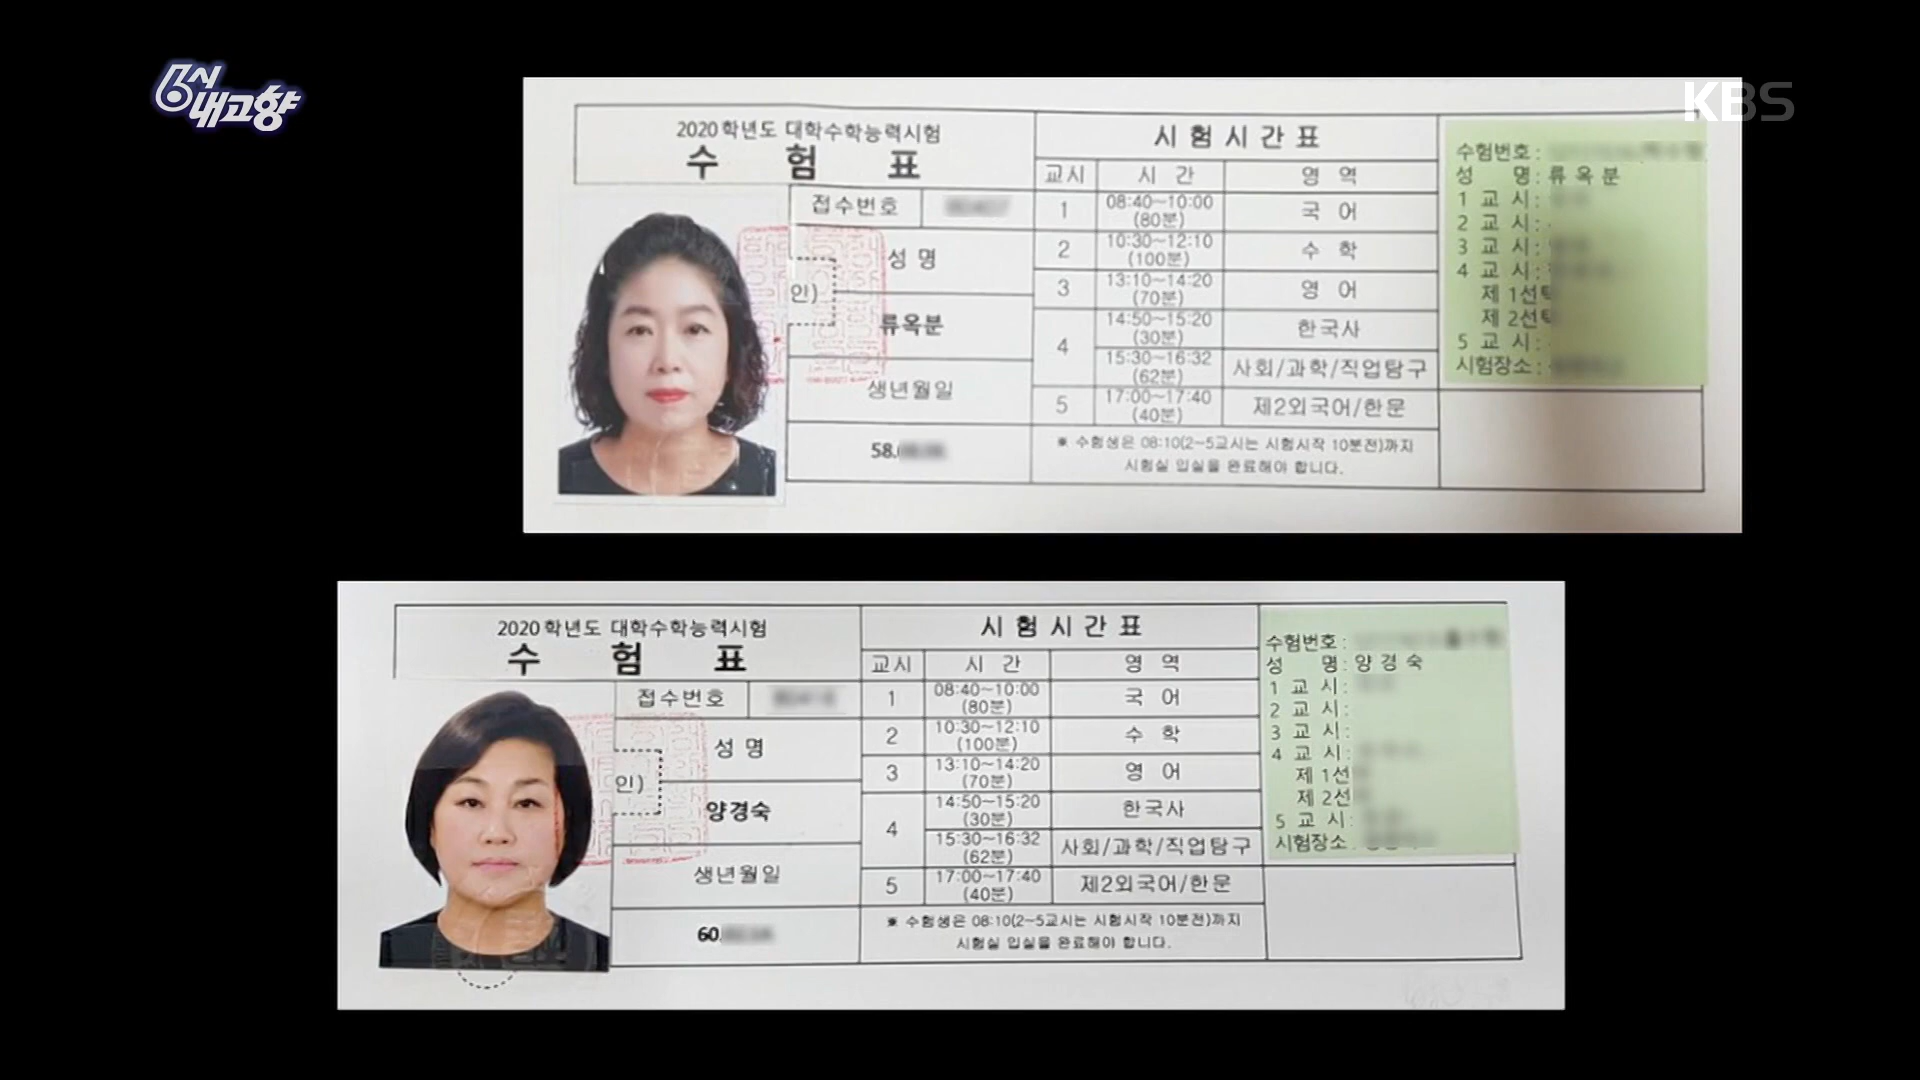 6시
내고향
KBS
2020학년도 대학수학능력시험
수 험 표
접수번호
성 명
인)
류옥분
생년월일
58.
시 험 시 간 표
교시 시 간 영 역
1 08:40~10:00 (80분) 국 어
2 10:30~12:10 (100분) 수 학
3 13:10~14:20 (70분) 영 어
4 14:50~15:20 (30분) 한국사
15:30~16:32 (62분) 사회/과학/직업탐구
5 17:00~17:40 (40분) 제2외국어/한문
※ 수험생은 08:10(2~5교시는 시험시작 10분전)까지
시험실 입실을 완료해야 합니다.
수험번호 :
성 명 : 류 옥 분
1 교 시 :
2 교 시 :
3 교 시 :
4 교 시 :
제 1선택
제 2선택
5 교 시 :
시험장소 :
2020학년도 대학수학능력시험
수 험 표
접수번호
성 명
인)
양경숙
생년월일
60.
시 험 시 간 표
교시 시 간 영 역
1 08:40~10:00 (80분) 국 어
2 10:30~12:10 (100분) 수 학
3 13:10~14:20 (70분) 영 어
4 14:50~15:20 (30분) 한국사
15:30~16:32 (62분) 사회/과학/직업탐구
5 17:00~17:40 (40분) 제2외국어/한문
※ 수험생은 08:10(2~5교시는 시험시작 10분전)까지
시험실 입실을 완료해야 합니다.
수험번호 :
성 명 : 양 경 숙
1 교 시 :
2 교 시 :
3 교 시 :
4 교 시 :
제 1선
제 2선
5 교 시 :
시험장소 :